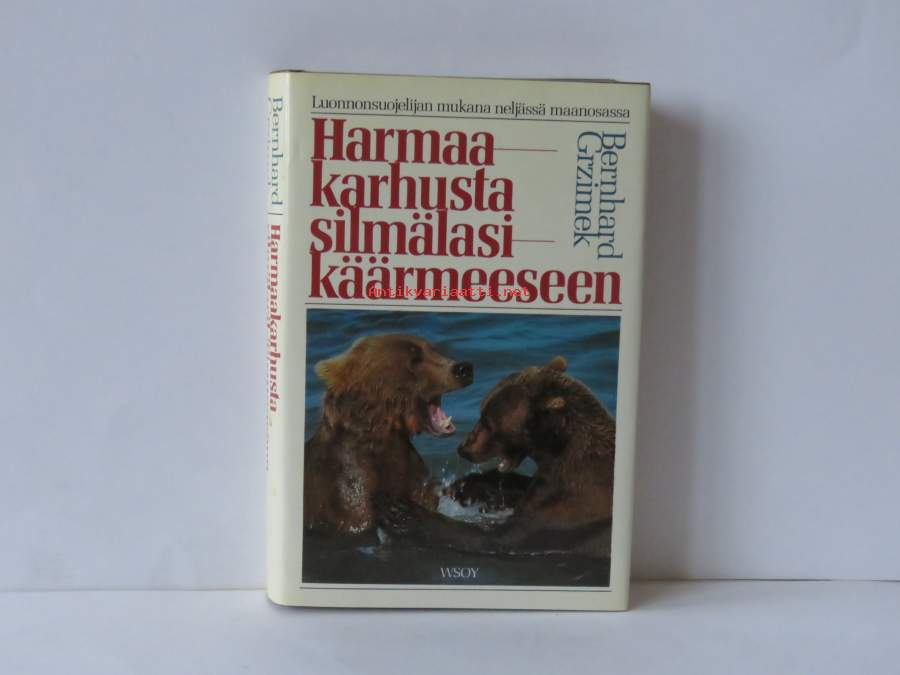 Luonnonsuojelijan mukana neljässä maanosassa
Harmaa
karhusta
silmälasi
käärmeeseen
Bernhard
Grzimek
Antikvariaatti.net
WSOY
Bernhard
Harmaakarhusta